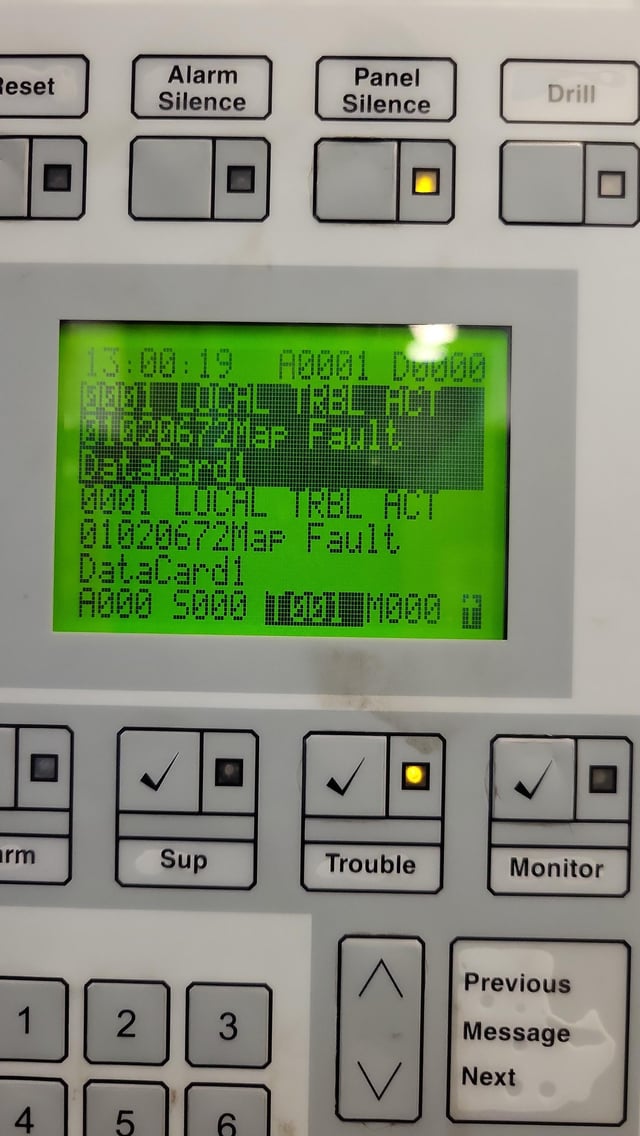 Reset
Alarm
Silence
Panel
Silence
Drill
13:00:19 A0001 D0000
0001 LOCAL TRBL ACT
01020672Map Fault
DataCard1
0001 LOCAL TRBL ACT
01020672Map Fault
DataCard1
A000 S000 T001 M000
Sup
Trouble
Monitor
1 2 3
Previous
Message
Next
4 5 6